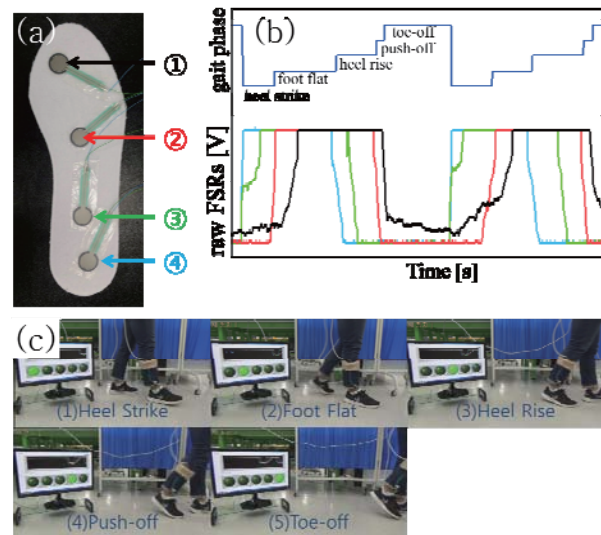 (a)
①
②
③
④
(b)
gait phase
toe-off
push-off
heel rise
foot flat
heel strike
raw FSRs [V]
Time [s]
(c)
(1)Heel Strike
(2)Foot Flat
(3)Heel Rise
(4)Push-off
(5)Toe-off